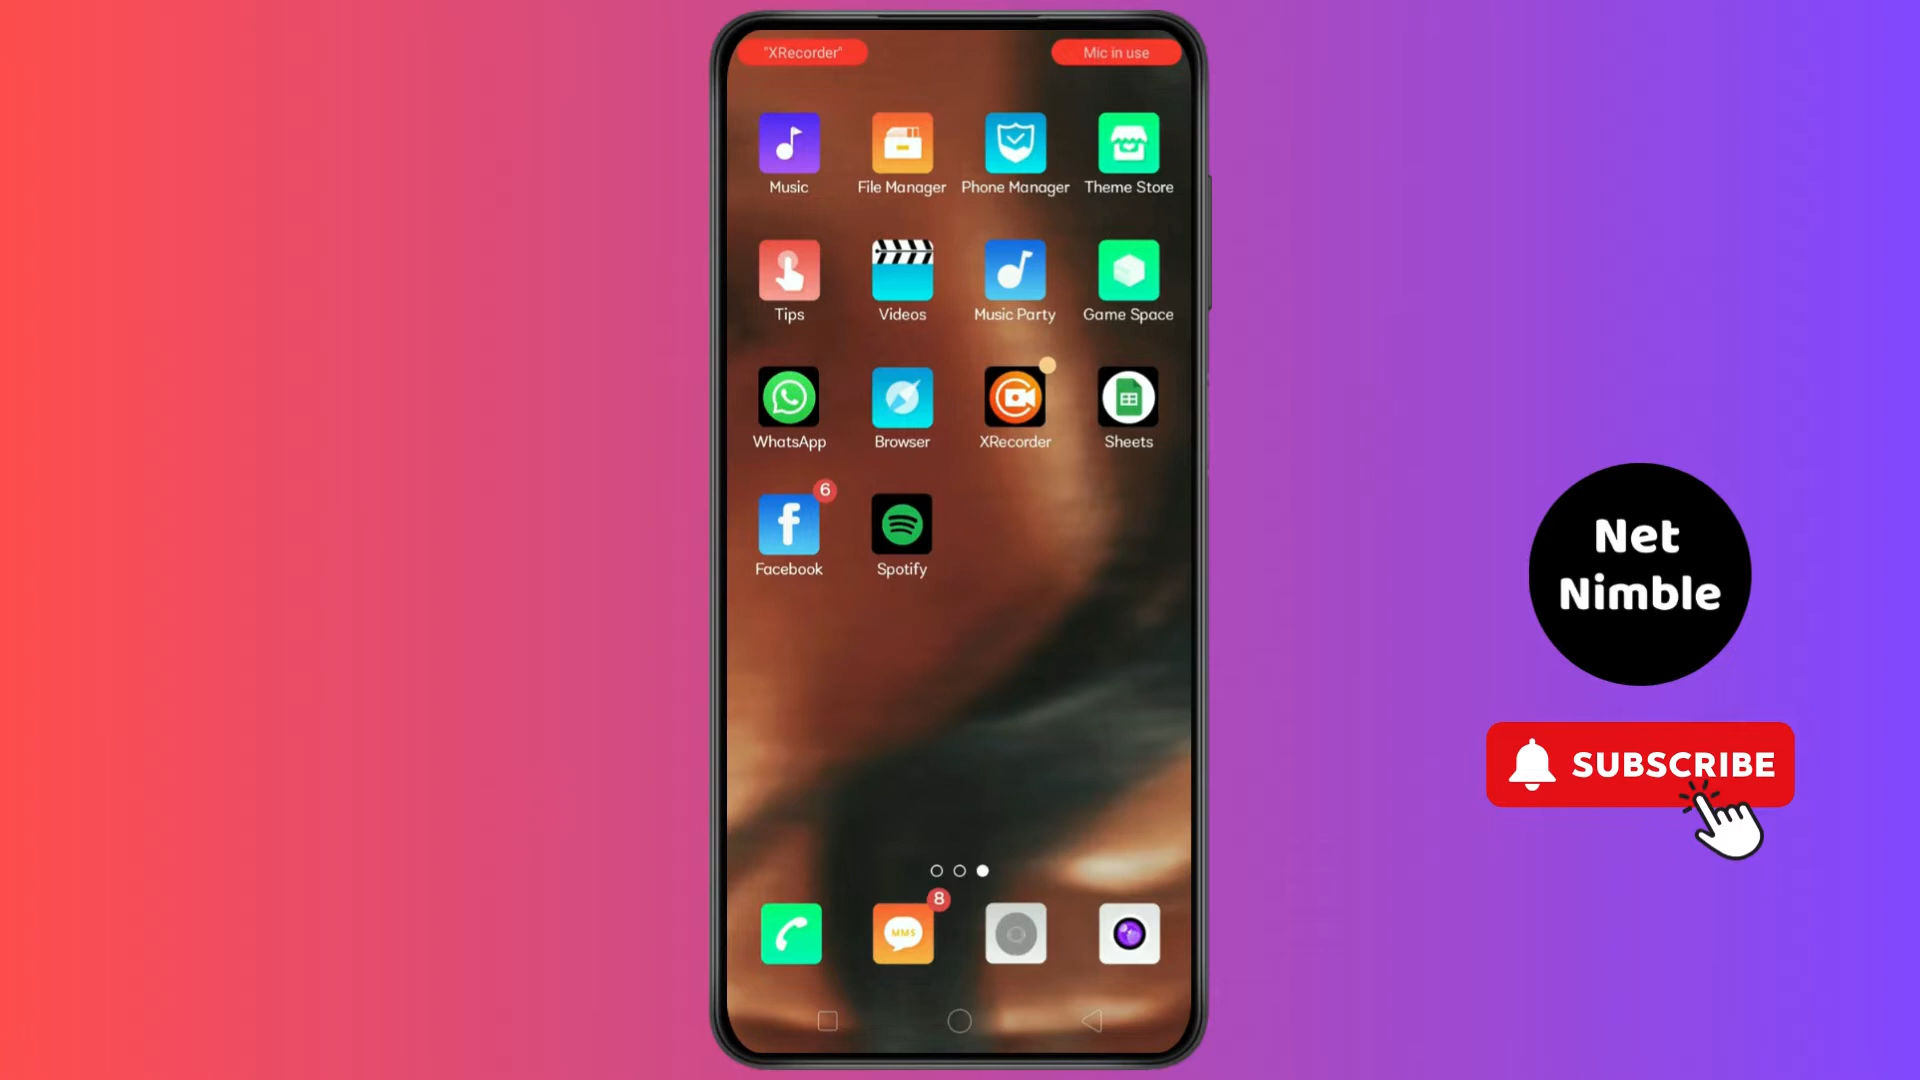 "XRecorder"
Mic in use
Music
File Manager
Phone Manager
Theme Store
Tips
Videos
Music Party
Game Space
WhatsApp
Browser
XRecorder
Sheets
6
Facebook
Spotify
8
MMS
Net
Nimble
SUBSCRIBE